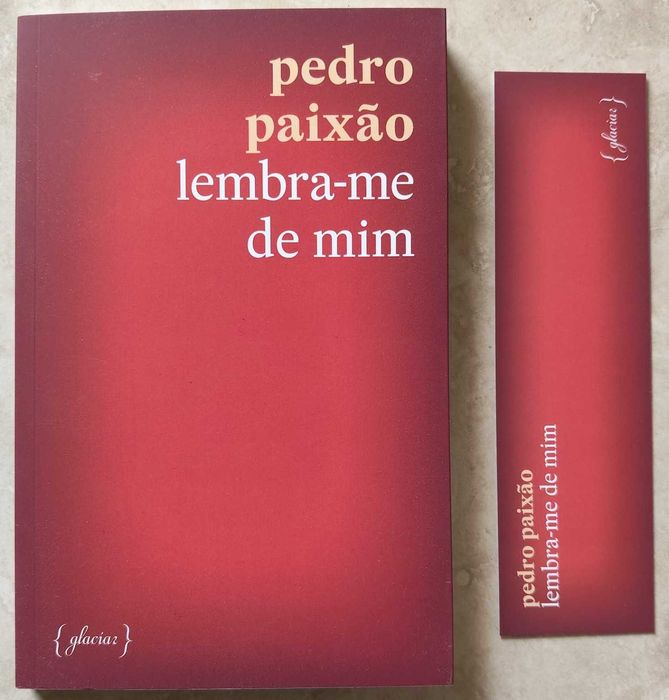 pedro
paixão
lembra-me
de mim
{ glaciar }
{ glaciar }
pedro paixão
lembra-me de mim